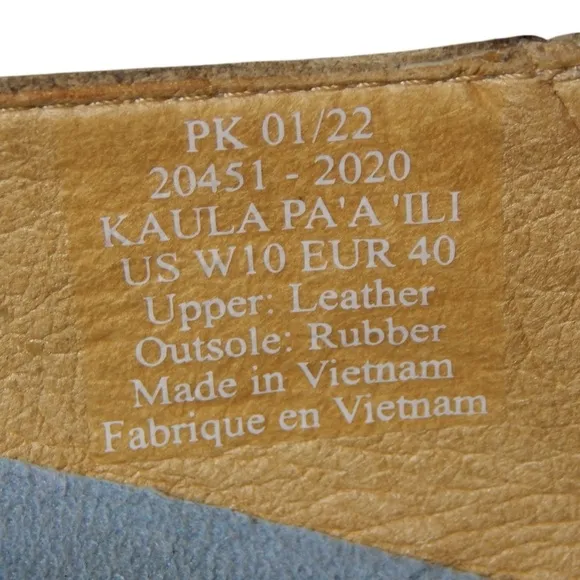 PK 01/22
20451 - 2020
KAULA PA'A 'ILI
US W10 EUR 40
Upper: Leather
Outsole: Rubber
Made in Vietnam
Fabrique en Vietnam